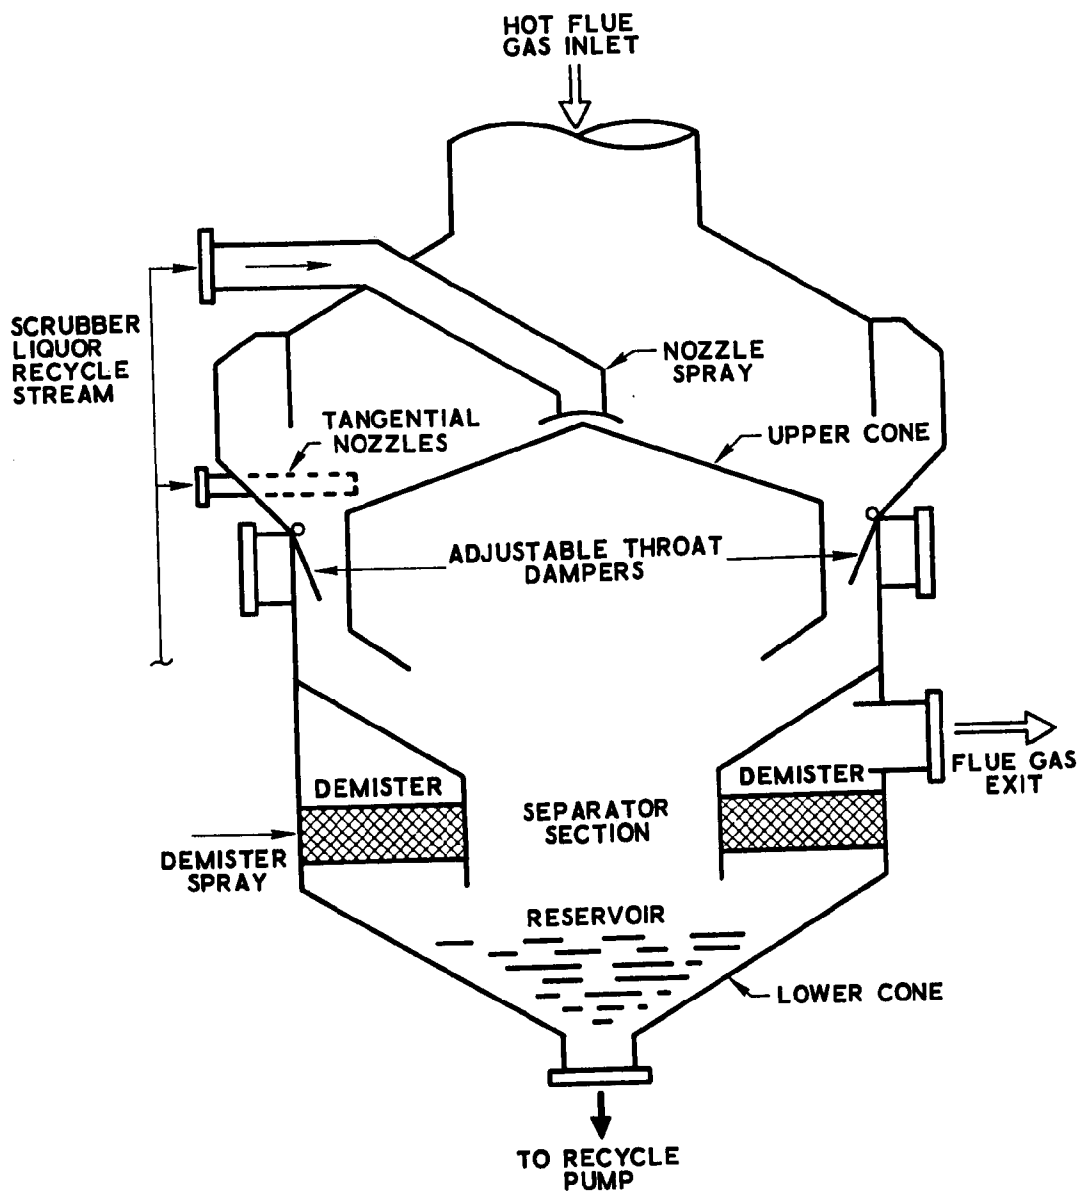 HOT FLUE
GAS INLET
SCRUBBER
LIQUOR
RECYCLE
STREAM
NOZZLE
SPRAY
TANGENTIAL
NOZZLES
UPPER CONE
ADJUSTABLE THROAT
DAMPERS
FLUE GAS
EXIT
DEMISTER
DEMISTER
SEPARATOR
SECTION
DEMISTER
SPRAY
RESERVOIR
LOWER CONE
TO RECYCLE
PUMP